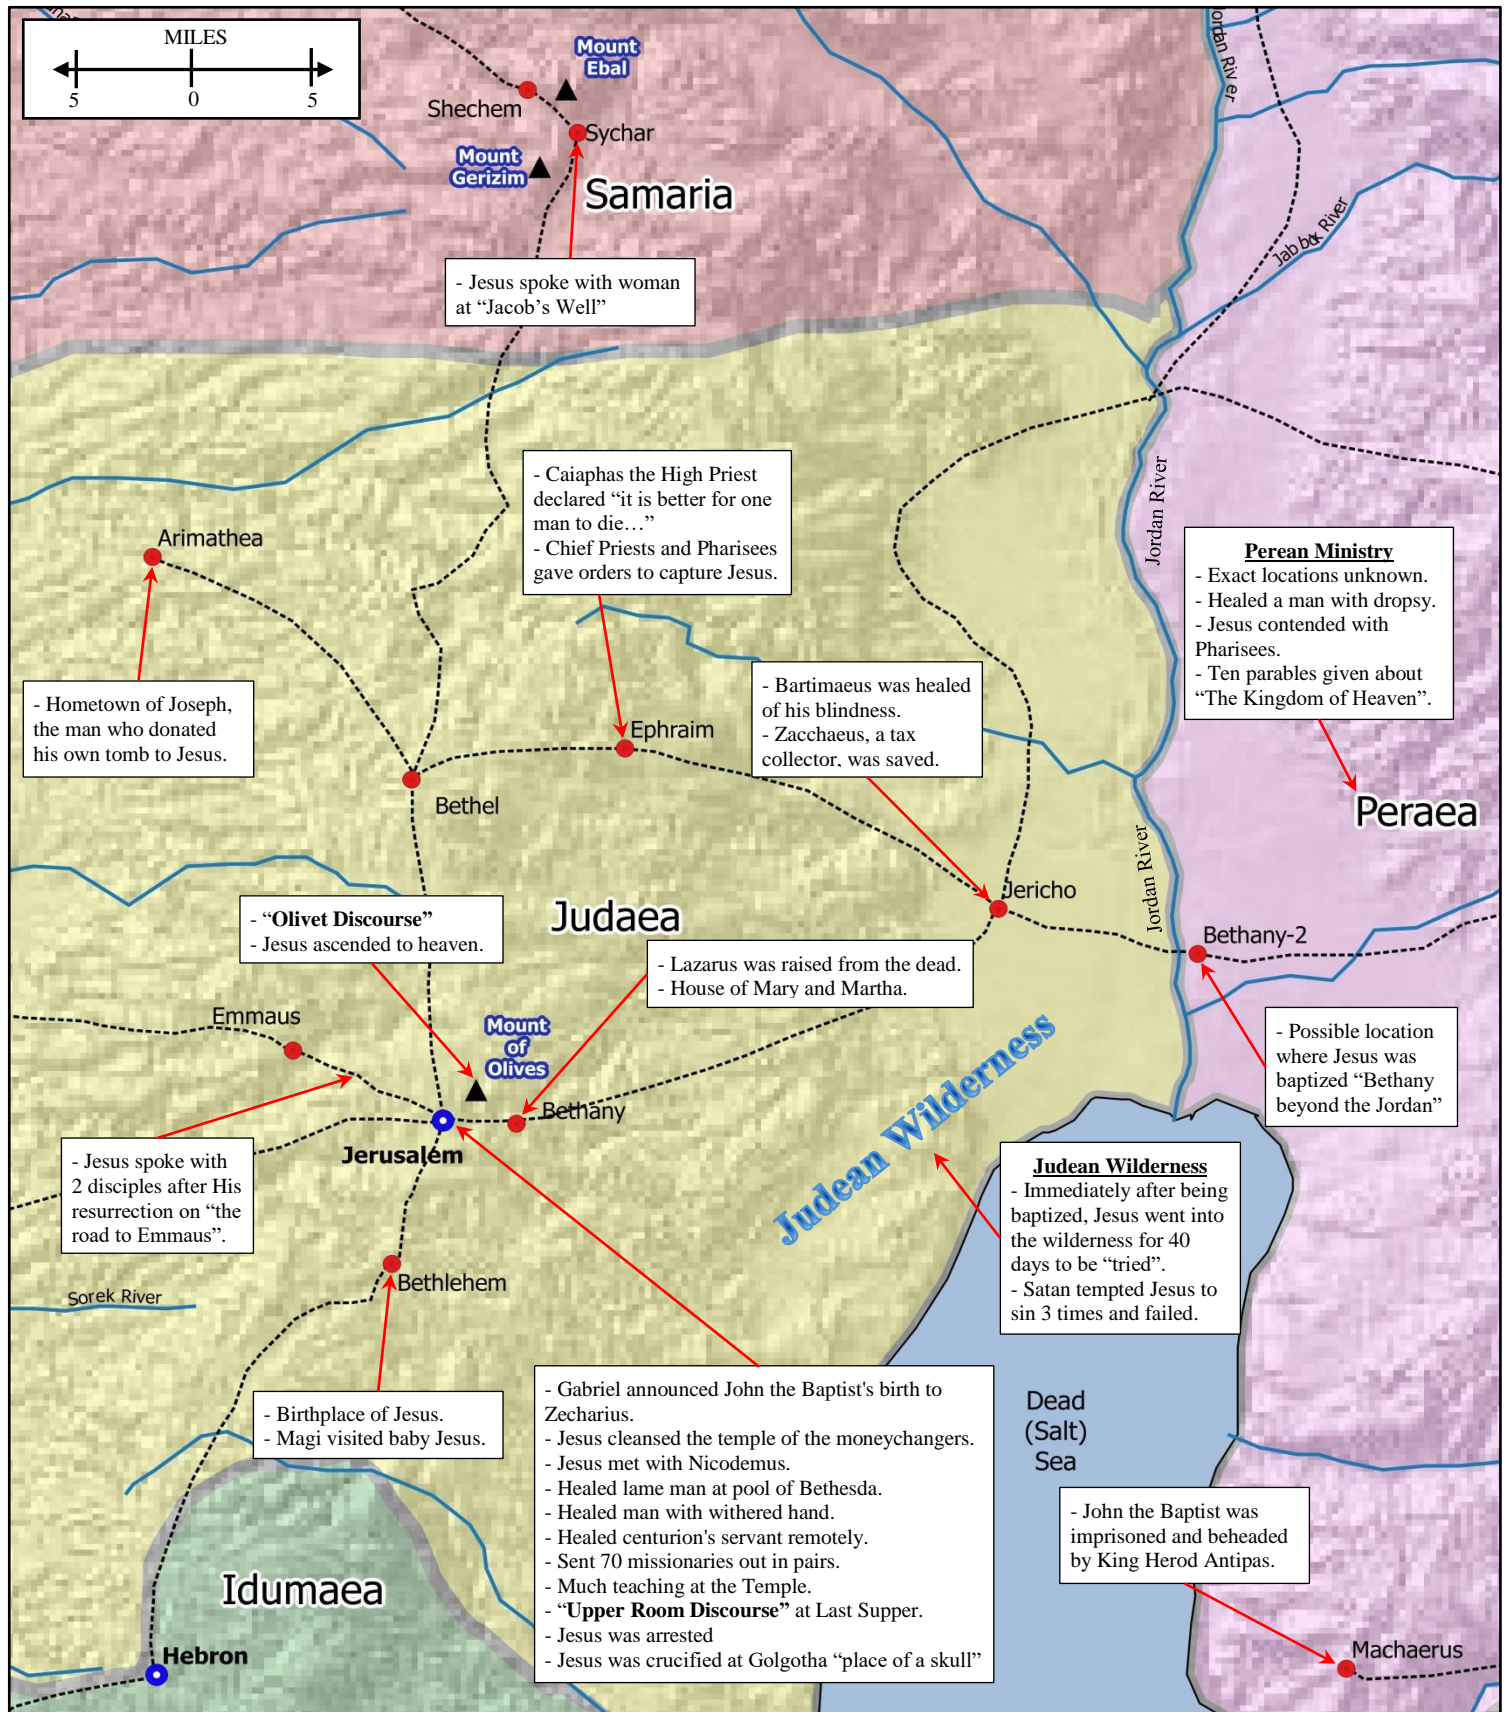 MILES
5 0 5
Mount
Ebal
Shechem
Sychar
Mount
Gerizim
Samaria
Jordan River
Jabbok River
- Jesus spoke with woman
at “Jacob’s Well”
- Caiaphas the High Priest
declared “it is better for one
man to die…”
- Chief Priests and Pharisees
gave orders to capture Jesus.
Jordan River
Arimathea
Perean Ministry
- Exact locations unknown.
- Healed a man with dropsy.
- Jesus contended with
Pharisees.
- Ten parables given about
“The Kingdom of Heaven”.
- Hometown of Joseph,
the man who donated
his own tomb to Jesus.
- Bartimaeus was healed
of his blindness.
- Zacchaeus, a tax
collector, was saved.
Ephraim
Bethel
Peraea
Jordan River
Jericho
- “Olivet Discourse”
- Jesus ascended to heaven.
Judaea
Bethany-2
- Lazarus was raised from the dead.
- House of Mary and Martha.
Emmaus
Mount
of
Olives
- Possible location
where Jesus was
baptized “Bethany
beyond the Jordan”
Bethany
Jerusalem
Judean Wilderness
- Jesus spoke with
2 disciples after His
resurrection on “the
road to Emmaus”.
Judean Wilderness
- Immediately after being
baptized, Jesus went into
the wilderness for 40
days to be “tried”.
- Satan tempted Jesus to
sin 3 times and failed.
Bethlehem
Sorek River
- Birthplace of Jesus.
- Magi visited baby Jesus.
- Gabriel announced John the Baptist's birth to
Zecharius.
- Jesus cleansed the temple of the moneychangers.
- Jesus met with Nicodemus.
- Healed lame man at pool of Bethesda.
- Healed man with withered hand.
- Healed centurion's servant remotely.
- Sent 70 missionaries out in pairs.
- Much teaching at the Temple.
- “Upper Room Discourse” at Last Supper.
- Jesus was arrested
- Jesus was crucified at Golgotha “place of a skull”
Dead
(Salt)
Sea
- John the Baptist was
imprisoned and beheaded
by King Herod Antipas.
Idumaea
Hebron
Machaerus